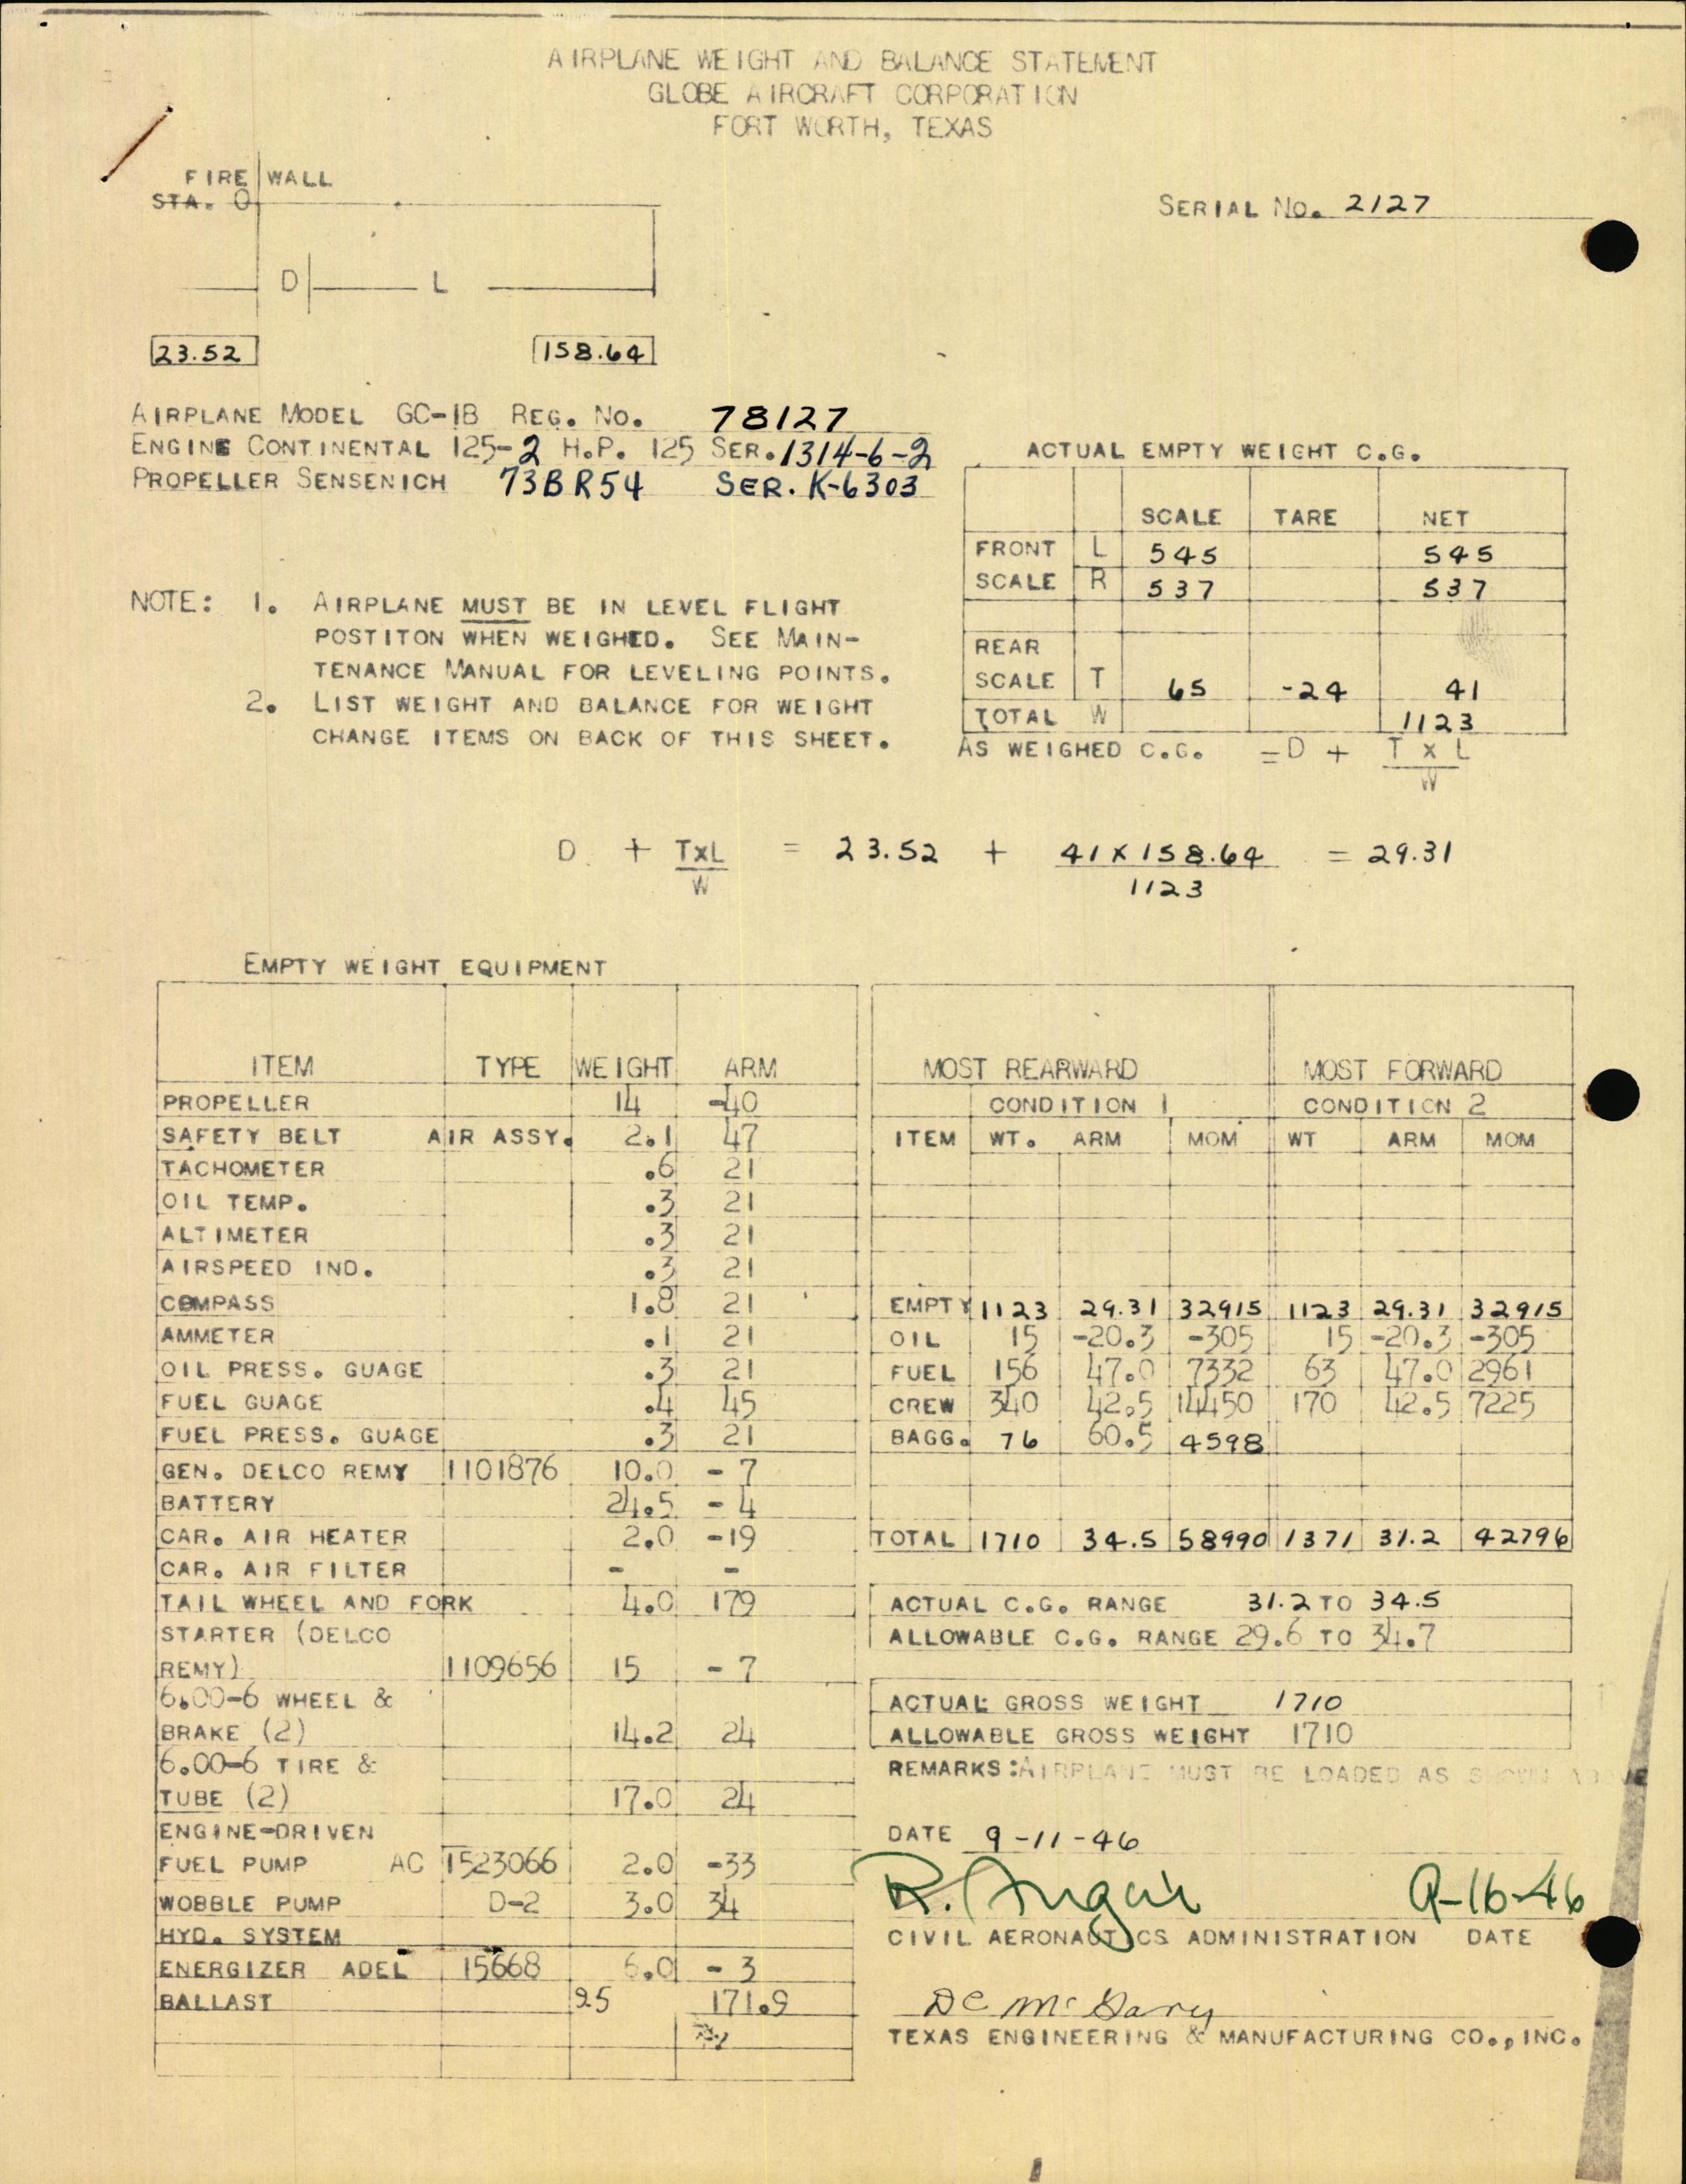 AIRPLANE WEIGHT AND BALANCE STATEMENT
GLOBE AIRCRAFT CORPORATION
FORT WORTH, TEXAS
FIRE WALL
STA. 0
SERIAL NO. 2127
D L
23.52 158.64
AIRPLANE MODEL GC-1B REG. NO. 78127
ENGINE CONTINENTAL 125-2 H.P. 125 SER. 1314-6-2
PROPELLER SENSENICH 73BR54 SER. K-6303
ACTUAL EMPTY WEIGHT C.G.
SCALE TARE NET
FRONT L 545 545
SCALE R 537 537
REAR
SCALE T 65 -24 41
TOTAL W 1123
AS WEIGHED C.G. = D + T x L
W
NOTE: 1. AIRPLANE MUST BE IN LEVEL FLIGHT
POSTITON WHEN WEIGHED. SEE MAIN-
TENANCE MANUAL FOR LEVELING POINTS.
2. LIST WEIGHT AND BALANCE FOR WEIGHT
CHANGE ITEMS ON BACK OF THIS SHEET.
D + TxL = 23.52 + 41 x 158.64 = 29.31
W 1123
EMPTY WEIGHT EQUIPMENT
ITEM TYPE WEIGHT ARM
PROPELLER 14 -40
SAFETY BELT AIR ASSY. 2.1 47
TACHOMETER .6 21
OIL TEMP. .3 21
ALTIMETER .3 21
AIRSPEED IND. .3 21
COMPASS 1.8 21
AMMETER .1 21
OIL PRESS. GUAGE .3 21
FUEL GUAGE .4 45
FUEL PRESS. GUAGE .3 21
GEN. DELCO REMY 1101876 10.0 - 7
BATTERY 24.5 - 4
CAR. AIR HEATER 2.0 -19
CAR. AIR FILTER - -
TAIL WHEEL AND FORK 4.0 179
STARTER (DELCO
REMY) 1109656 15 - 7
6.00-6 WHEEL &
BRAKE (2) 14.2 24
6.00-6 TIRE &
TUBE (2) 17.0 24
ENGINE-DRIVEN
FUEL PUMP AC 1523066 2.0 -33
WOBBLE PUMP D-2 3.0 34
HYD. SYSTEM
ENERGIZER ADEL 15668 6.0 - 3
BALLAST 25 171.9
MOST REARWARD MOST FORWARD
CONDITION 1 CONDITION 2
ITEM WT. ARM MOM WT ARM MOM
EMPTY 1123 29.31 32915 1123 29.31 32915
OIL 15 -20.3 -305 15 -20.3 -305
FUEL 156 47.0 7332 63 47.0 2961
CREW 340 42.5 14450 170 42.5 7225
BAGG. 76 60.5 4598
TOTAL 1710 34.5 58990 1371 31.2 42796
ACTUAL C.G. RANGE 31.2 TO 34.5
ALLOWABLE C.G. RANGE 29.6 TO 34.7
ACTUAL GROSS WEIGHT 1710
ALLOWABLE GROSS WEIGHT 1710
REMARKS: AIRPLANE MUST BE LOADED AS SHOWN ABOVE
DATE 9-11-46
9-16-46
CIVIL AERONAUTICS ADMINISTRATION DATE
TEXAS ENGINEERING & MANUFACTURING CO., INC.